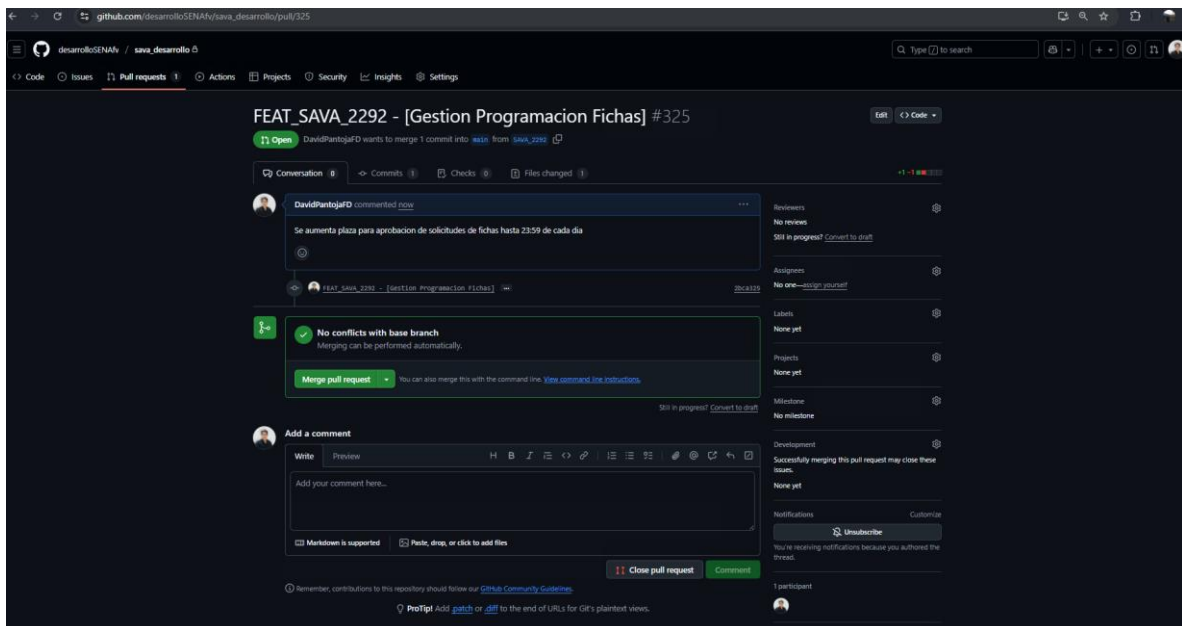 github.com/desarrolloSENAfv/sava_desarrollo/pull/325
desarrolloSENAfv / sava_desarrollo
Type / to search
Code Issues Pull requests 1 Actions Projects Security Insights Settings
FEAT_SAVA_2292 - [Gestion Programacion Fichas] #325
Edit Code
Open DavidPantojaFD wants to merge 1 commit into main from SAVA_2292
Conversation 0 Commits 1 Checks 0 Files changed 1
+1 −1
DavidPantojaFD commented now
Se aumenta plaza para aprobacion de solicitudes de fichas hasta 23:59 de cada dia
FEAT_SAVA_2292 - [Gestion Programacion Fichas] 2bca325
No conflicts with base branch
Merging can be performed automatically.
Merge pull request You can also merge this with the command line. View command line instructions.
Still in progress? Convert to draft
Add a comment
Write Preview
Add your comment here...
Markdown is supported Paste, drop, or click to add files
Close pull request Comment
Remember, contributions to this repository should follow our GitHub Community Guidelines.
ProTip! Add .patch or .diff to the end of URLs for Git's plaintext views.
Reviewers
No reviews
Still in progress? Convert to draft
Assignees
No one—assign yourself
Labels
None yet
Projects
None yet
Milestone
No milestone
Development
Successfully merging this pull request may close these
issues.
None yet
Notifications Customize
Unsubscribe
You're receiving notifications because you authored the
thread.
1 participant